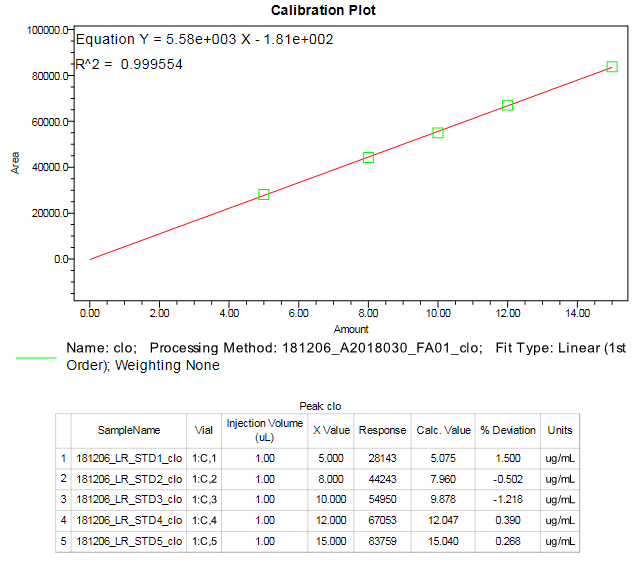 Calibration Plot
Equation Y = 5.58e+003 X - 1.81e+002
R^2 = 0.999554
100000.0
80000.0
60000.0
40000.0
20000.0
0.0
Area
0.00 2.00 4.00 6.00 8.00 10.00 12.00 14.00
Amount
Name: clo; Processing Method: 181206_A2018030_FA01_clo; Fit Type: Linear (1st
Order); Weighting None
Peak: clo
SampleName Vial Injection Volume (uL) X Value Response Calc. Value % Deviation Units
1 181206_LR_STD1_clo 1:C,1 1.00 5.000 28143 5.075 1.500 ug/mL
2 181206_LR_STD2_clo 1:C,2 1.00 8.000 44243 7.960 -0.502 ug/mL
3 181206_LR_STD3_clo 1:C,3 1.00 10.000 54950 9.878 -1.218 ug/mL
4 181206_LR_STD4_clo 1:C,4 1.00 12.000 67053 12.047 0.390 ug/mL
5 181206_LR_STD5_clo 1:C,5 1.00 15.000 83759 15.040 0.268 ug/mL